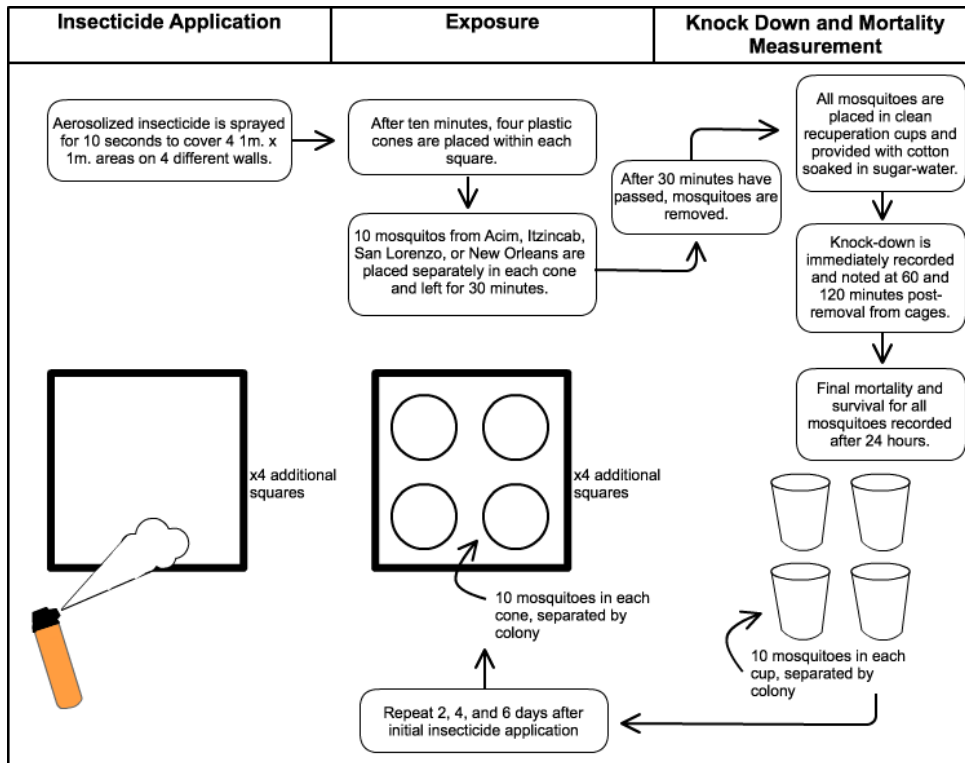 Insecticide Application
Exposure
Knock Down and Mortality
Measurement
Aerosolized insecticide is sprayed
for 10 seconds to cover 4 1m. x
1m. areas on 4 different walls.
After ten minutes, four plastic
cones are placed within each
square.
10 mosquitos from Acim, Itzincab,
San Lorenzo, or New Orleans are
placed separately in each cone
and left for 30 minutes.
After 30 minutes have
passed, mosquitoes are
removed.
All mosquitoes are
placed in clean
recuperation cups and
provided with cotton
soaked in sugar-water.
Knock-down is
immediately recorded
and noted at 60 and
120 minutes post-
removal from cages.
Final mortality and
survival for all
mosquitoes recorded
after 24 hours.
x4 additional
squares
x4 additional
squares
10 mosquitoes in each
cone, separated by
colony
10 mosquitoes in each
cup, separated by
colony
Repeat 2, 4, and 6 days after
initial insecticide application